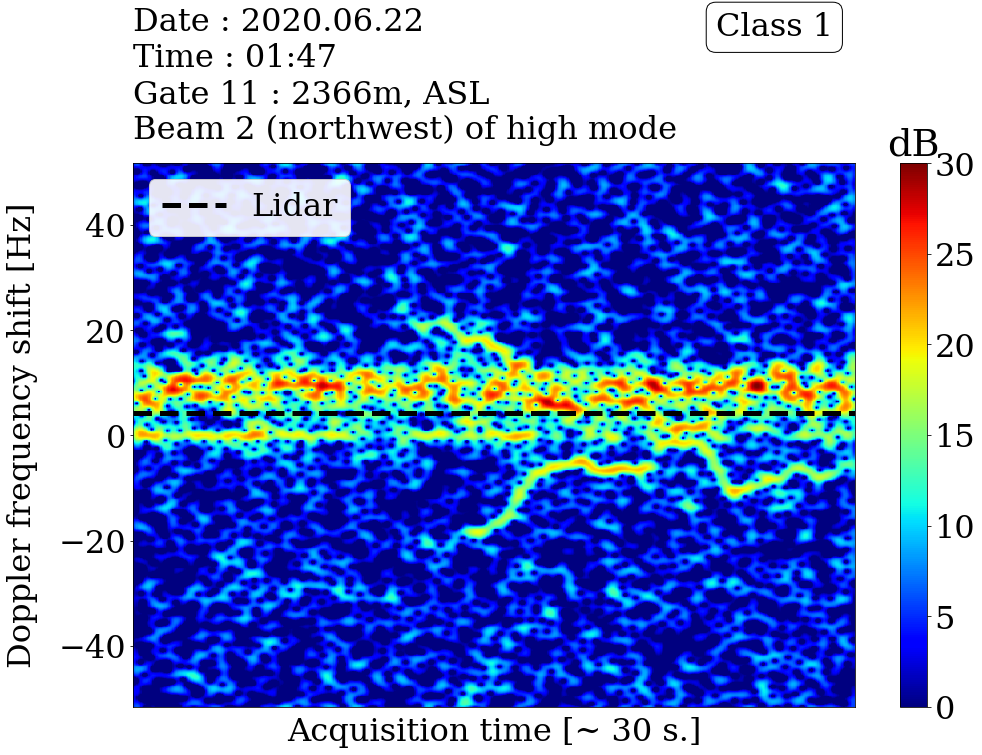 Date : 2020.06.22
Time : 01:47
Gate 11 : 2366m, ASL
Beam 2 (northwest) of high mode
Class 1
dB
Lidar
Doppler frequency shift [Hz]
40
20
0
−20
−40
30
25
20
15
10
5
0
Acquisition time [~ 30 s.]